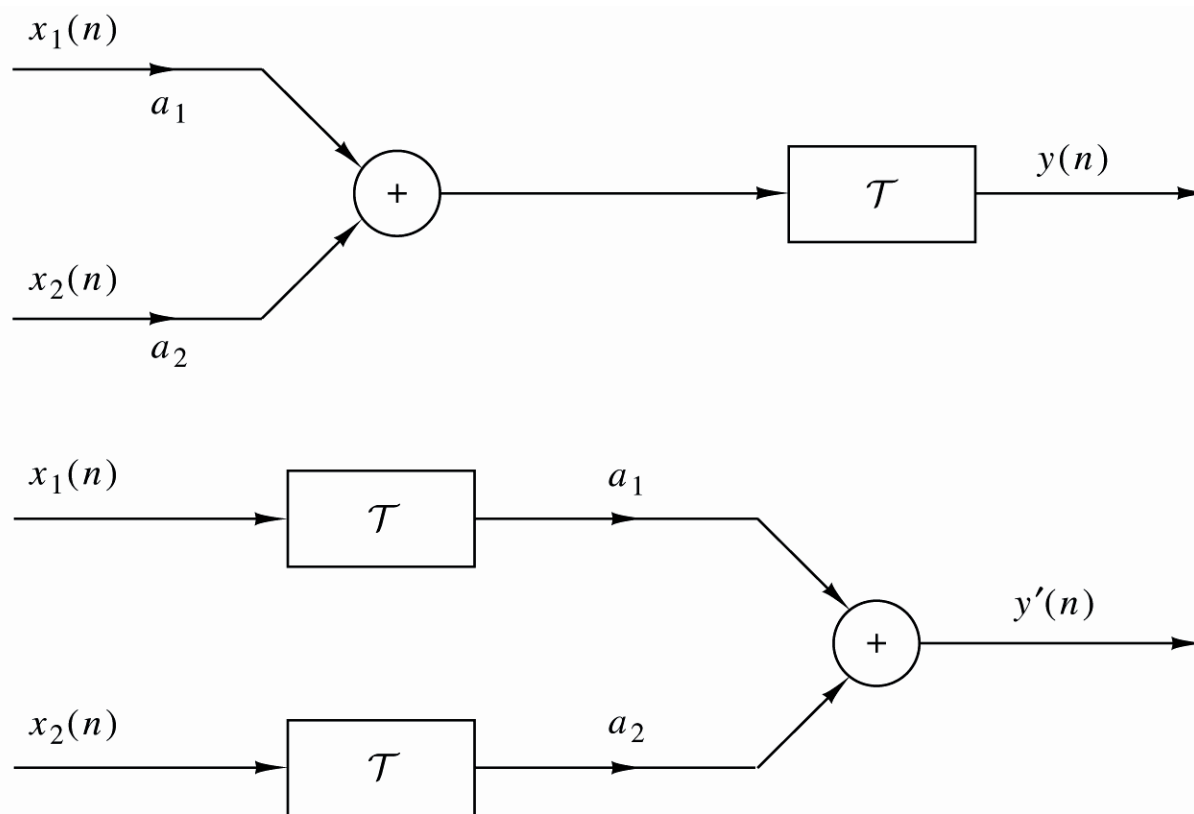 x₁(n)
a₁
+
𝒯
y(n)
x₂(n)
a₂
x₁(n)
𝒯
a₁
+
y′(n)
x₂(n)
𝒯
a₂